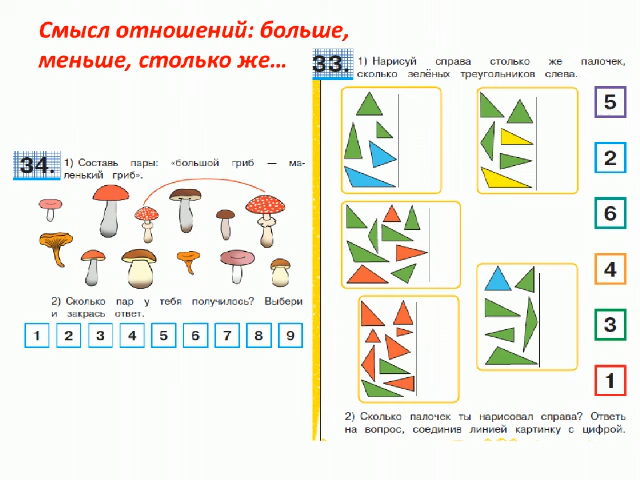 Смысл отношений: больше,
меньше, столько же…
34. 1) Составь пары: «большой гриб — ма-
ленький гриб».
2) Сколько пар у тебя получилось? Выбери
и закрась ответ.
1 2 3 4 5 6 7 8 9
33. 1) Нарисуй справа столько же палочек,
сколько зелёных треугольников слева.
5
2
6
4
3
1
2) Сколько палочек ты нарисовал справа? Ответь
на вопрос, соединив линией картинку с цифрой.